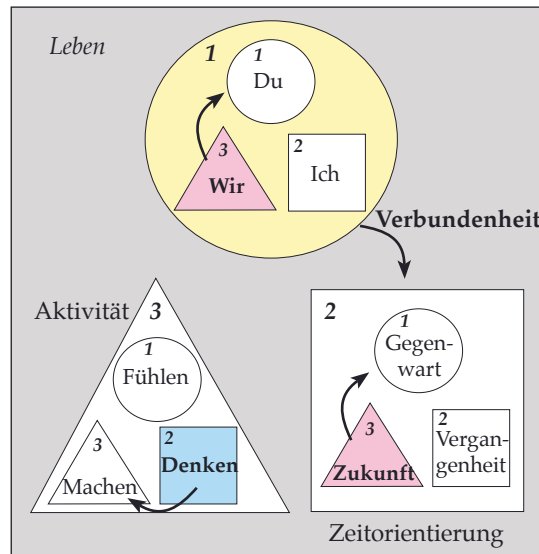 Leben
1
1
Du
3
Wir
2
Ich
Verbundenheit
Aktivität
3
1
Fühlen
3
Machen
2
Denken
2
1
Gegen-
wart
3
Zukunft
2
Vergan-
genheit
Zeitorientierung